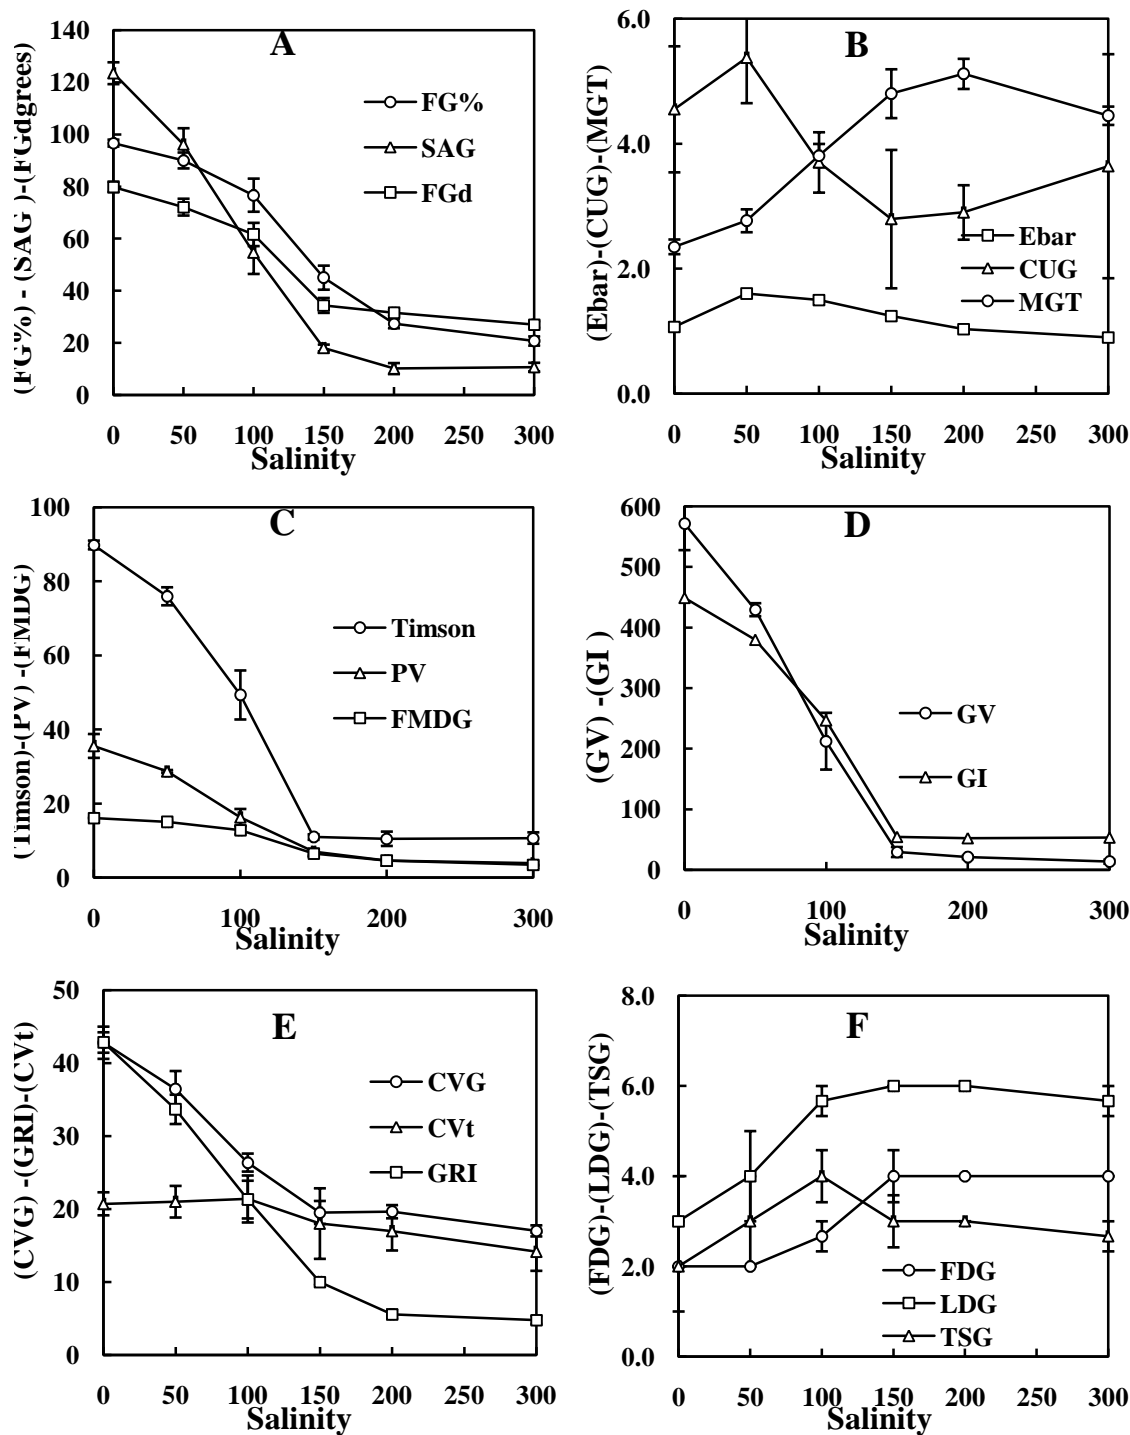 A
(FG%) - (SAG )-(FGdgrees)
140
120
100
80
60
40
20
0
FG%
SAG
FGd
0 50 100 150 200 300
Salinity
B
(Ebar)-(CUG)-(MGT)
6.0
4.0
2.0
0.0
Ebar
CUG
MGT
0 50 100 150 200 300
Salinity
C
(Timson)-(PV) -(FMDG)
100
80
60
40
20
0
Timson
PV
FMDG
0 100 200 300
Salinity
D
(GV) -(GI )
600
500
400
300
200
100
0
GV
GI
0 100 200 300
Salinity
E
(CVG) -(GRI)-(CVt)
50
40
30
20
10
0
CVG
CVt
GRI
0 50 100 150 200 300
Salinity
F
(FDG)-(LDG)-(TSG)
8.0
6.0
4.0
2.0
0.0
FDG
LDG
TSG
0 50 100 150 200 300
Salinity